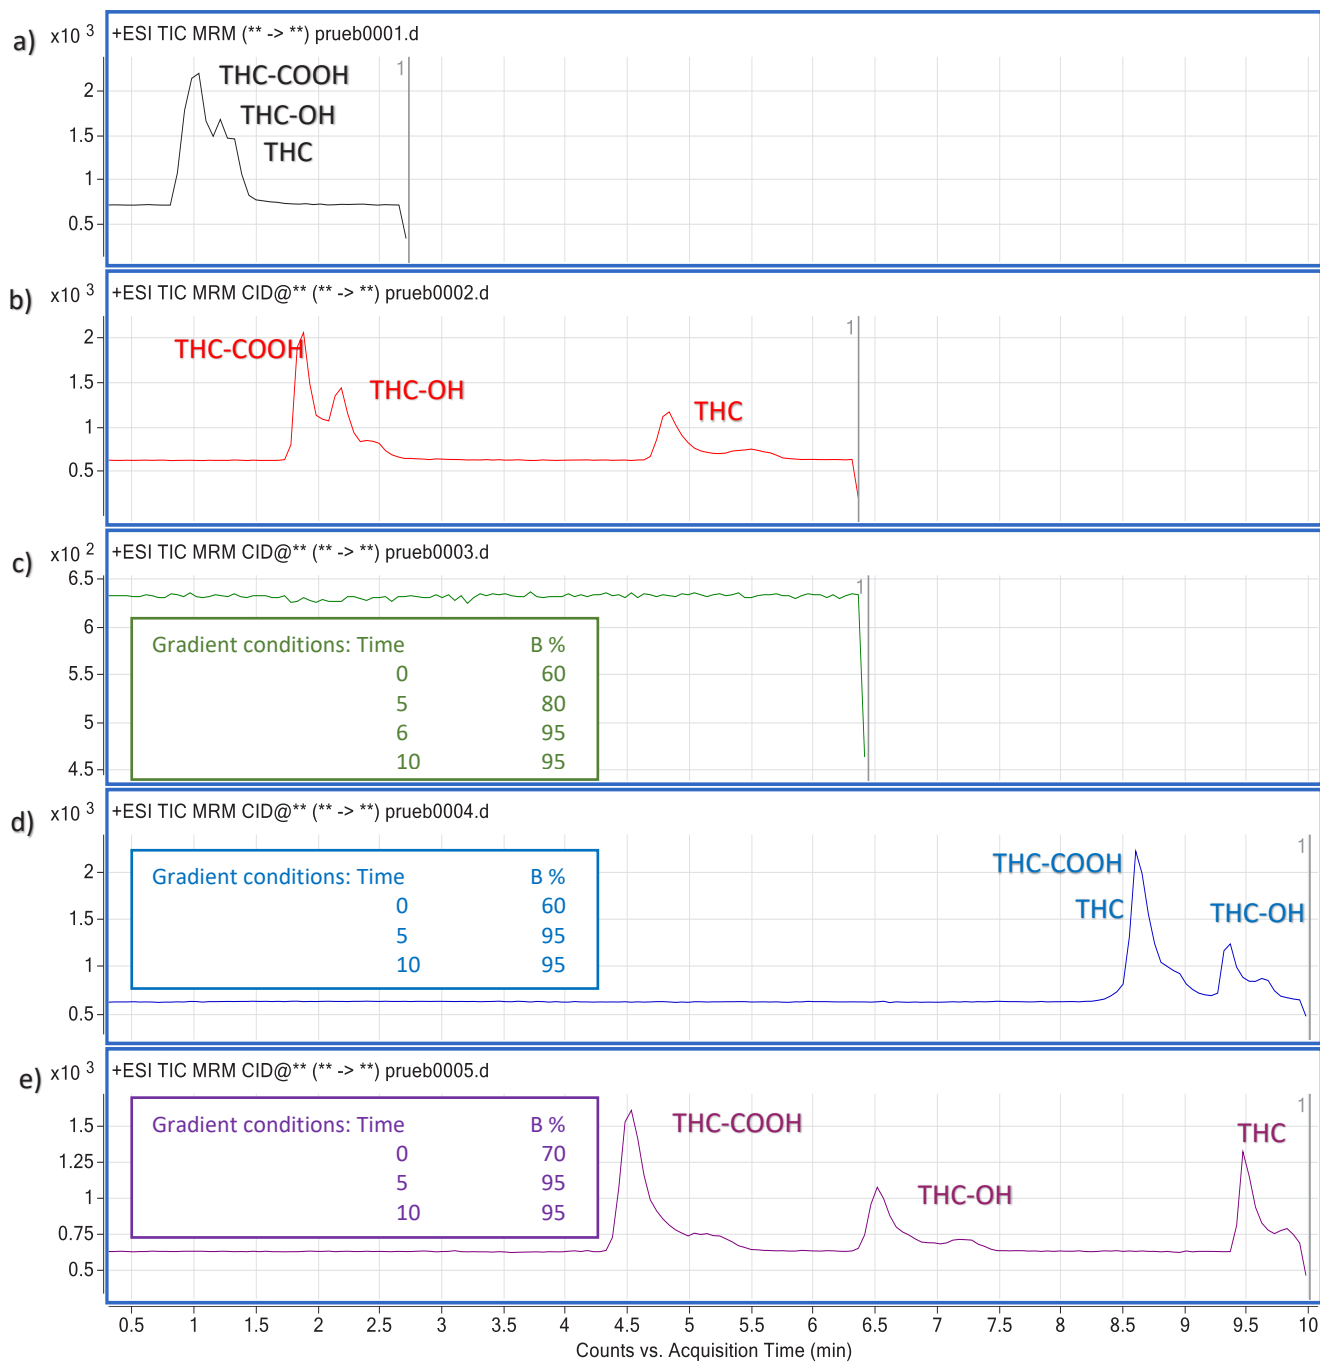 a)
x10 3
+ESI TIC MRM (** -> **) prueb0001.d
1
THC-COOH
2
THC-OH
1.5
THC
1
0.5
b)
x10 3
+ESI TIC MRM CID@** (** -> **) prueb0002.d
1
2
THC-COOH
THC-OH
1.5
THC
1
0.5
c)
x10 2
+ESI TIC MRM CID@** (** -> **) prueb0003.d
6.5
1
6
Gradient conditions: Time B %
0 60
5.5
5 80
5
6 95
10 95
4.5
d)
x10 3
+ESI TIC MRM CID@** (** -> **) prueb0004.d
1
THC-COOH
2
Gradient conditions: Time B %
0 60
THC
THC-OH
1.5
5 95
1
10 95
0.5
e)
x10 3
+ESI TIC MRM CID@** (** -> **) prueb0005.d
1
1.5
Gradient conditions: Time B %
THC-COOH
THC
0 70
1.25
5 95
THC-OH
1
10 95
0.75
0.5
0.5 1 1.5 2 2.5 3 3.5 4 4.5 5 5.5 6 6.5 7 7.5 8 8.5 9 9.5 10
Counts vs. Acquisition Time (min)